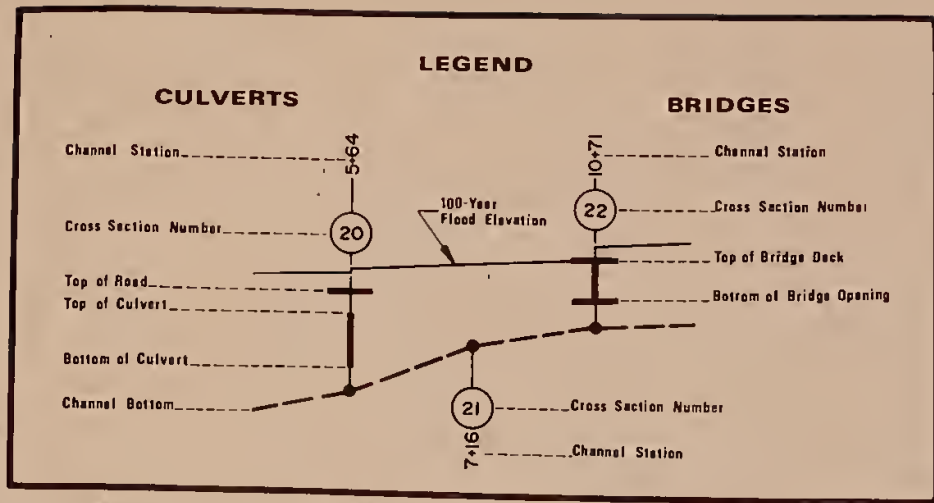 LEGEND
CULVERTS
BRIDGES
Channel Station
5+64
10+71
Channel Station
100-Year
Flood Elevation
Cross Section Number
20
22
Cross Section Number
Top of Road
Top of Culvert
Top of Bridge Deck
Bottom of Bridge Opening
Bottom of Culvert
Channel Bottom
21
Cross Section Number
7+16
Channel Station